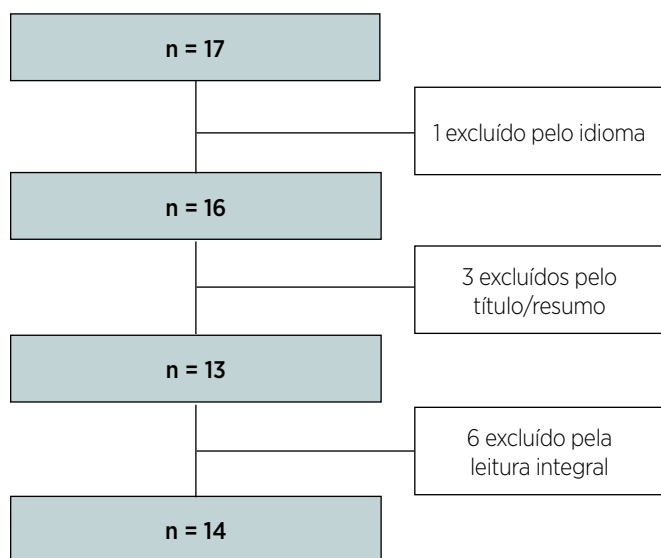 n = 17
1 excluído pelo idioma
n = 16
3 excluídos pelo
título/resumo
n = 13
6 excluído pela
leitura integral
n = 14